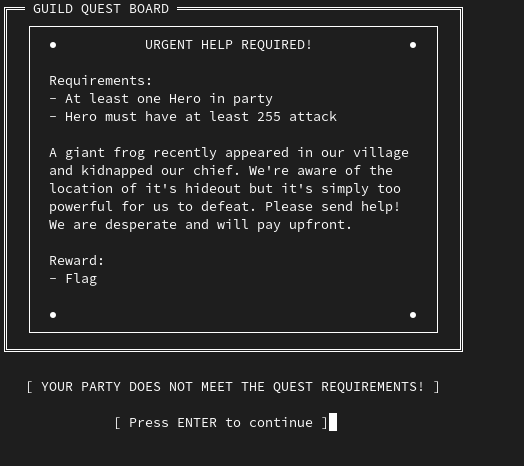 GUILD QUEST BOARD
URGENT HELP REQUIRED!
Requirements:
- At least one Hero in party
- Hero must have at least 255 attack
A giant frog recently appeared in our village
and kidnapped our chief. We're aware of the
location of it's hideout but it's simply too
powerful for us to defeat. Please send help!
We are desperate and will pay upfront.
Reward:
- Flag
[ YOUR PARTY DOES NOT MEET THE QUEST REQUIREMENTS! ]
[ Press ENTER to continue ]